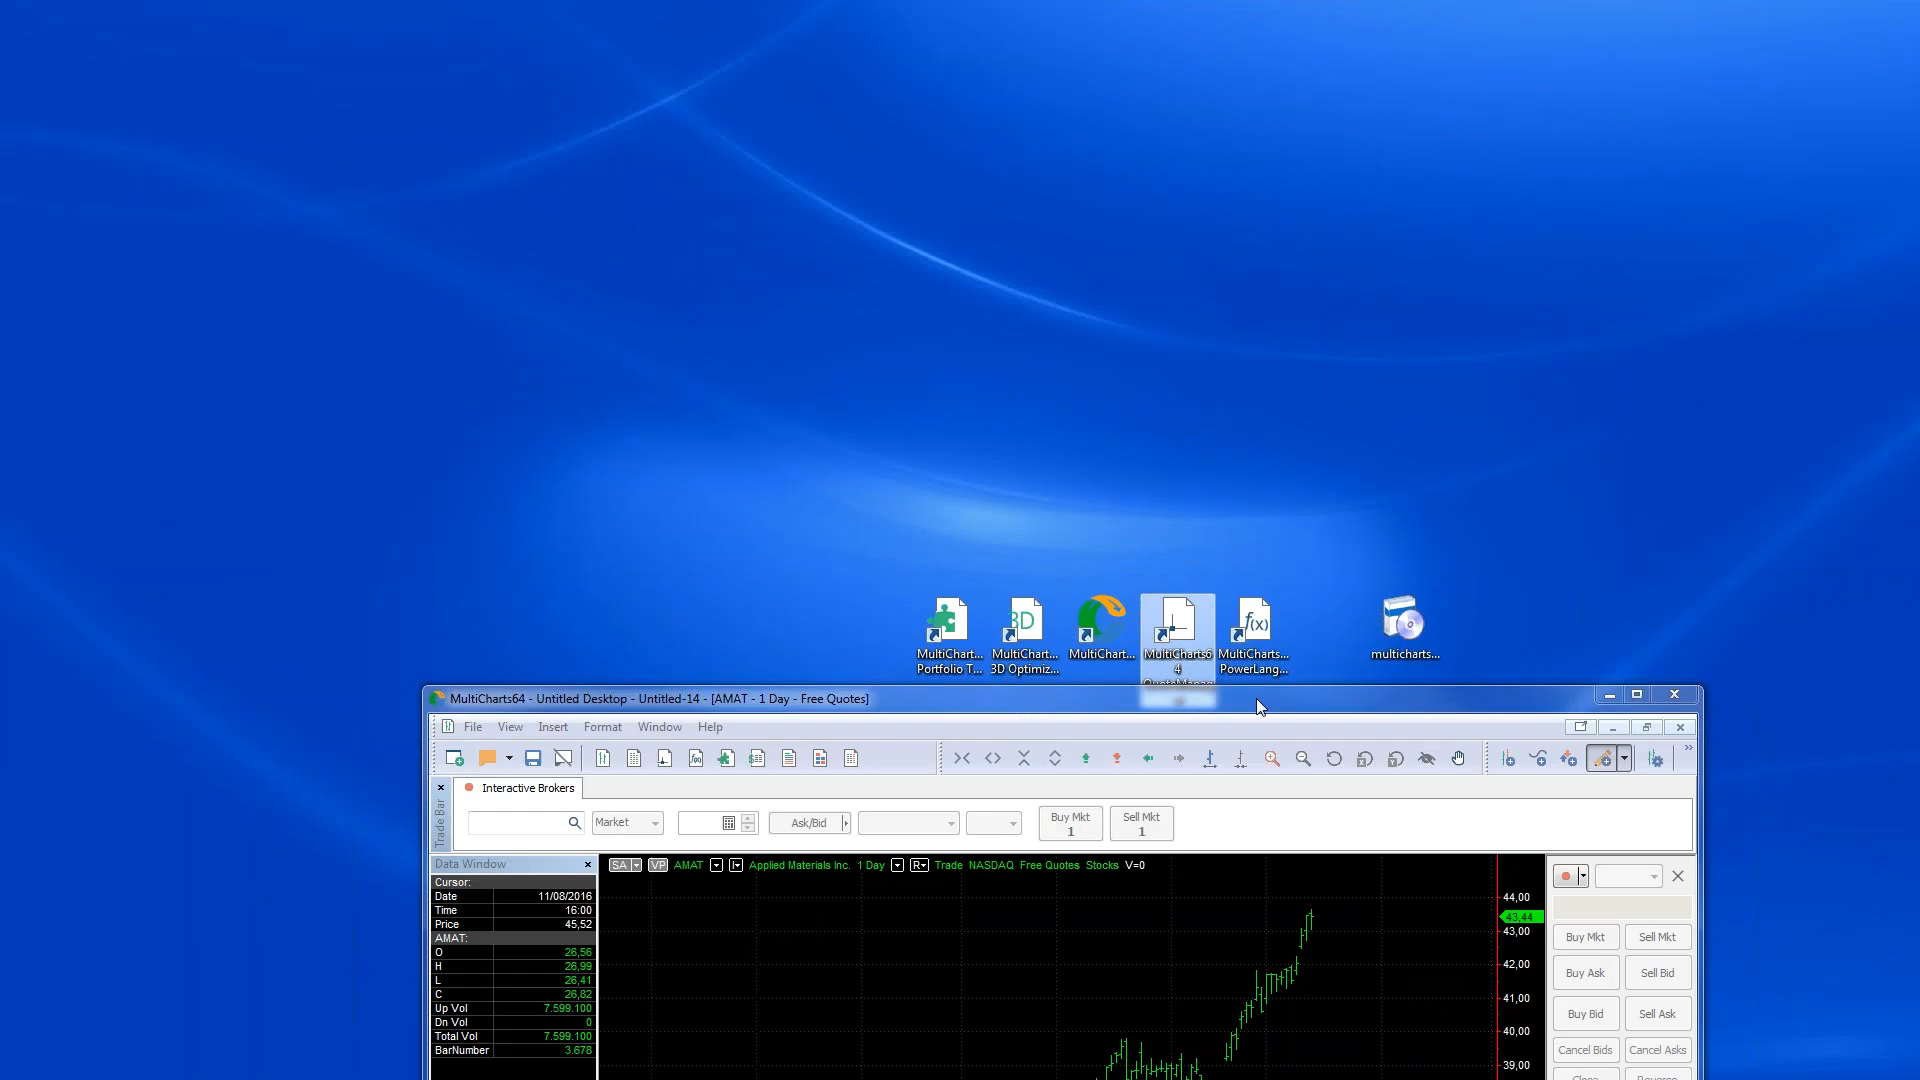 MultiChart...
Portfolio T...
MultiChart...
3D Optimiz...
MultiChart...
MultiCharts6
4
MultiCharts...
PowerLang...
multicharts...
3D
f(x)
MultiCharts64 - Untitled Desktop - Untitled-14 - [AMAT - 1 Day - Free Quotes]
File View Insert Format Window Help
Trade Bar
Interactive Brokers
Market
Ask/Bid
Buy Mkt
1
Sell Mkt
1
Data Window
Cursor:
Date 11/08/2016
Time 16:00
Price 45,52
AMAT:
O 26,56
H 26,99
L 26,41
C 26,82
Up Vol 7.599.100
Dn Vol 0
Total Vol 7.599.100
BarNumber 3.678
SA VP AMAT Applied Materials Inc. 1 Day R Trade NASDAQ Free Quotes Stocks V=0
44,00
43,44
43,00
42,00
41,00
40,00
39,00
Buy Mkt Sell Mkt
Buy Ask Sell Bid
Buy Bid Sell Ask
Cancel Bids Cancel Asks